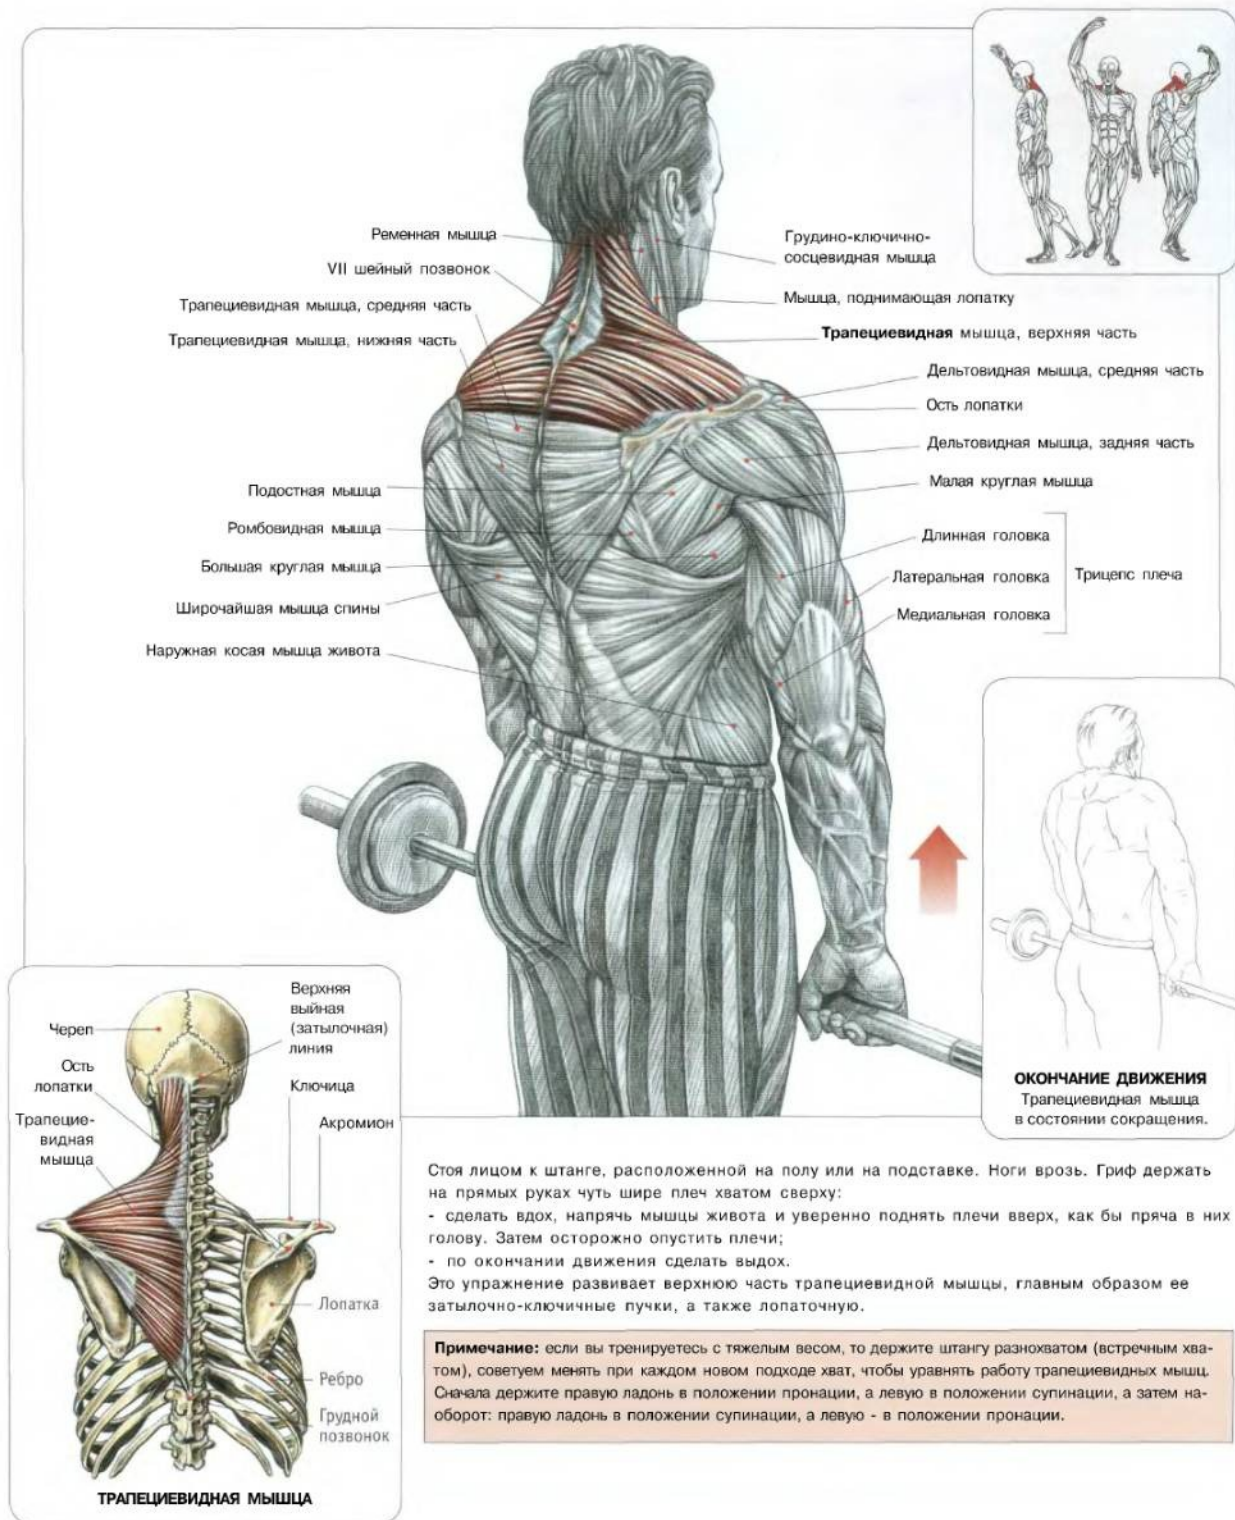 Ременная мышца
VII шейный позвонок
Трапециевидная мышца, средняя часть
Трапециевидная мышца, нижняя часть
Подостная мышца
Ромбовидная мышца
Большая круглая мышца
Широчайшая мышца спины
Наружная косая мышца живота
Грудино-ключично-
сосцевидная мышца
Мышца, поднимающая лопатку
Трапециевидная мышца, верхняя часть
Дельтовидная мышца, средняя часть
Ость лопатки
Дельтовидная мышца, задняя часть
Малая круглая мышца
Длинная головка
Латеральная головка
Медиальная головка
Трицепс плеча
ОКОНЧАНИЕ ДВИЖЕНИЯ
Трапециевидная мышца
в состоянии сокращения.
Череп
Ость
лопатки
Трапецие-
видная
мышца
Верхняя
выйная
(затылочная)
линия
Ключица
Акромион
Лопатка
Ребро
Грудной
позвонок
ТРАПЕЦИЕВИДНАЯ МЫШЦА
Стоя лицом к штанге, расположенной на полу или на подставке. Ноги врозь. Гриф держать
на прямых руках чуть шире плеч хватом сверху:
- сделать вдох, напрячь мышцы живота и уверенно поднять плечи вверх, как бы пряча в них
голову. Затем осторожно опустить плечи;
- по окончании движения сделать выдох.
Это упражнение развивает верхнюю часть трапециевидной мышцы, главным образом ее
затылочно-ключичные пучки, а также лопаточную.
Примечание: если вы тренируетесь с тяжелым весом, то держите штангу разнохватом (встречным хва-
том), советуем менять при каждом новом подходе хват, чтобы уравнять работу трапециевидных мышц.
Сначала держите правую ладонь в положении пронации, а левую в положении супинации, а затем на-
оборот: правую ладонь в положении супинации, а левую - в положении пронации.